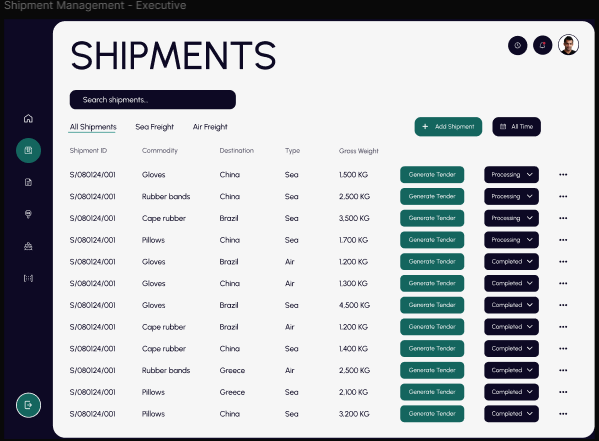 Shipment Management - Executive
SHIPMENTS
Search shipments...
All Shipments Sea Freight Air Freight + Add Shipment All Time
Shipment ID Commodity Destination Type Gross Weight
S/080124/001 Gloves China Sea 1,500 KG Generate Tender Processing
S/080124/001 Rubber bands China Sea 2,500 KG Generate Tender Processing
S/080124/001 Cape rubber Brazil Sea 3,500 KG Generate Tender Processing
S/080124/001 Pillows China Sea 1,700 KG Generate Tender Processing
S/080124/001 Gloves Brazil Air 1,200 KG Generate Tender Completed
S/080124/001 Gloves China Air 1,300 KG Generate Tender Completed
S/080124/001 Gloves Brazil Sea 4,500 KG Generate Tender Completed
S/080124/001 Cape rubber Brazil Air 1,200 KG Generate Tender Completed
S/080124/001 Cape rubber China Sea 1,400 KG Generate Tender Completed
S/080124/001 Rubber bands Greece Air 2,500 KG Generate Tender Completed
S/080124/001 Pillows Greece Sea 2,100 KG Generate Tender Completed
S/080124/001 Pillows China Sea 3,200 KG Generate Tender Completed